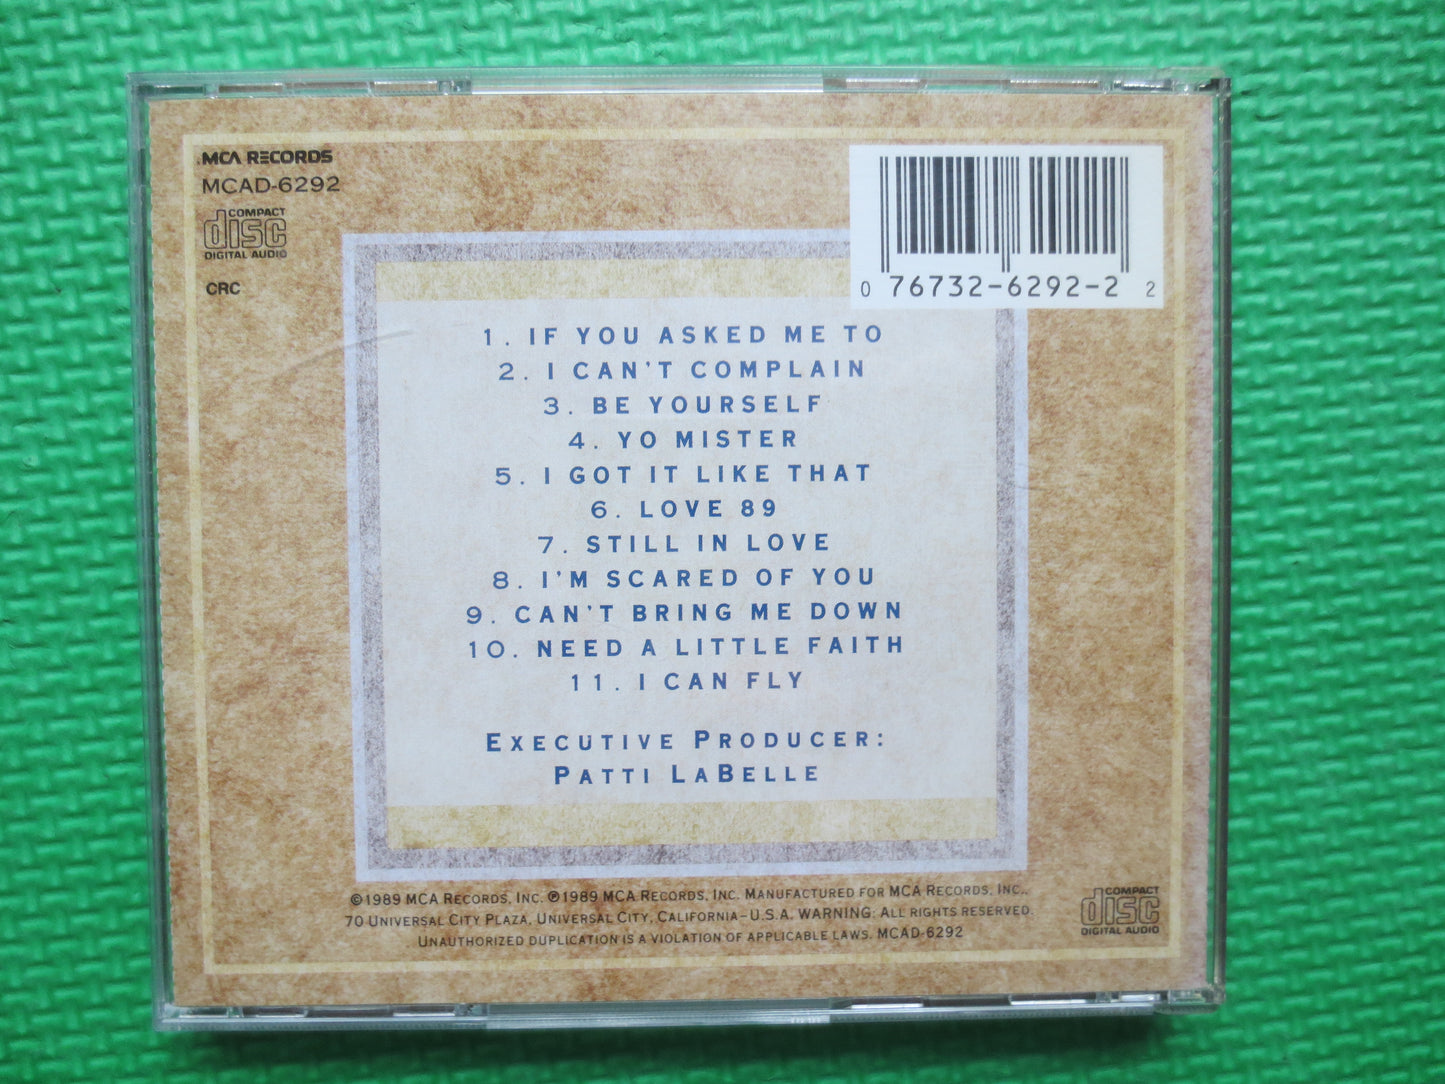 MCA RECORDS
MCAD-6292
COMPACT
disc
DIGITAL AUDIO
CRC
0 76732-6292-2 2
1. IF YOU ASKED ME TO
2. I CAN'T COMPLAIN
3. BE YOURSELF
4. YO MISTER
5. I GOT IT LIKE THAT
6. LOVE 89
7. STILL IN LOVE
8. I'M SCARED OF YOU
9. CAN'T BRING ME DOWN
10. NEED A LITTLE FAITH
11. I CAN FLY
EXECUTIVE PRODUCER:
PATTI LABELLE
©1989 MCA RECORDS, INC. ℗1989 MCA RECORDS, INC. MANUFACTURED FOR MCA RECORDS, INC.,
70 UNIVERSAL CITY PLAZA, UNIVERSAL CITY, CALIFORNIA–U.S.A. WARNING: ALL RIGHTS RESERVED.
UNAUTHORIZED DUPLICATION IS A VIOLATION OF APPLICABLE LAWS. MCAD-6292
COMPACT
disc
DIGITAL AUDIO